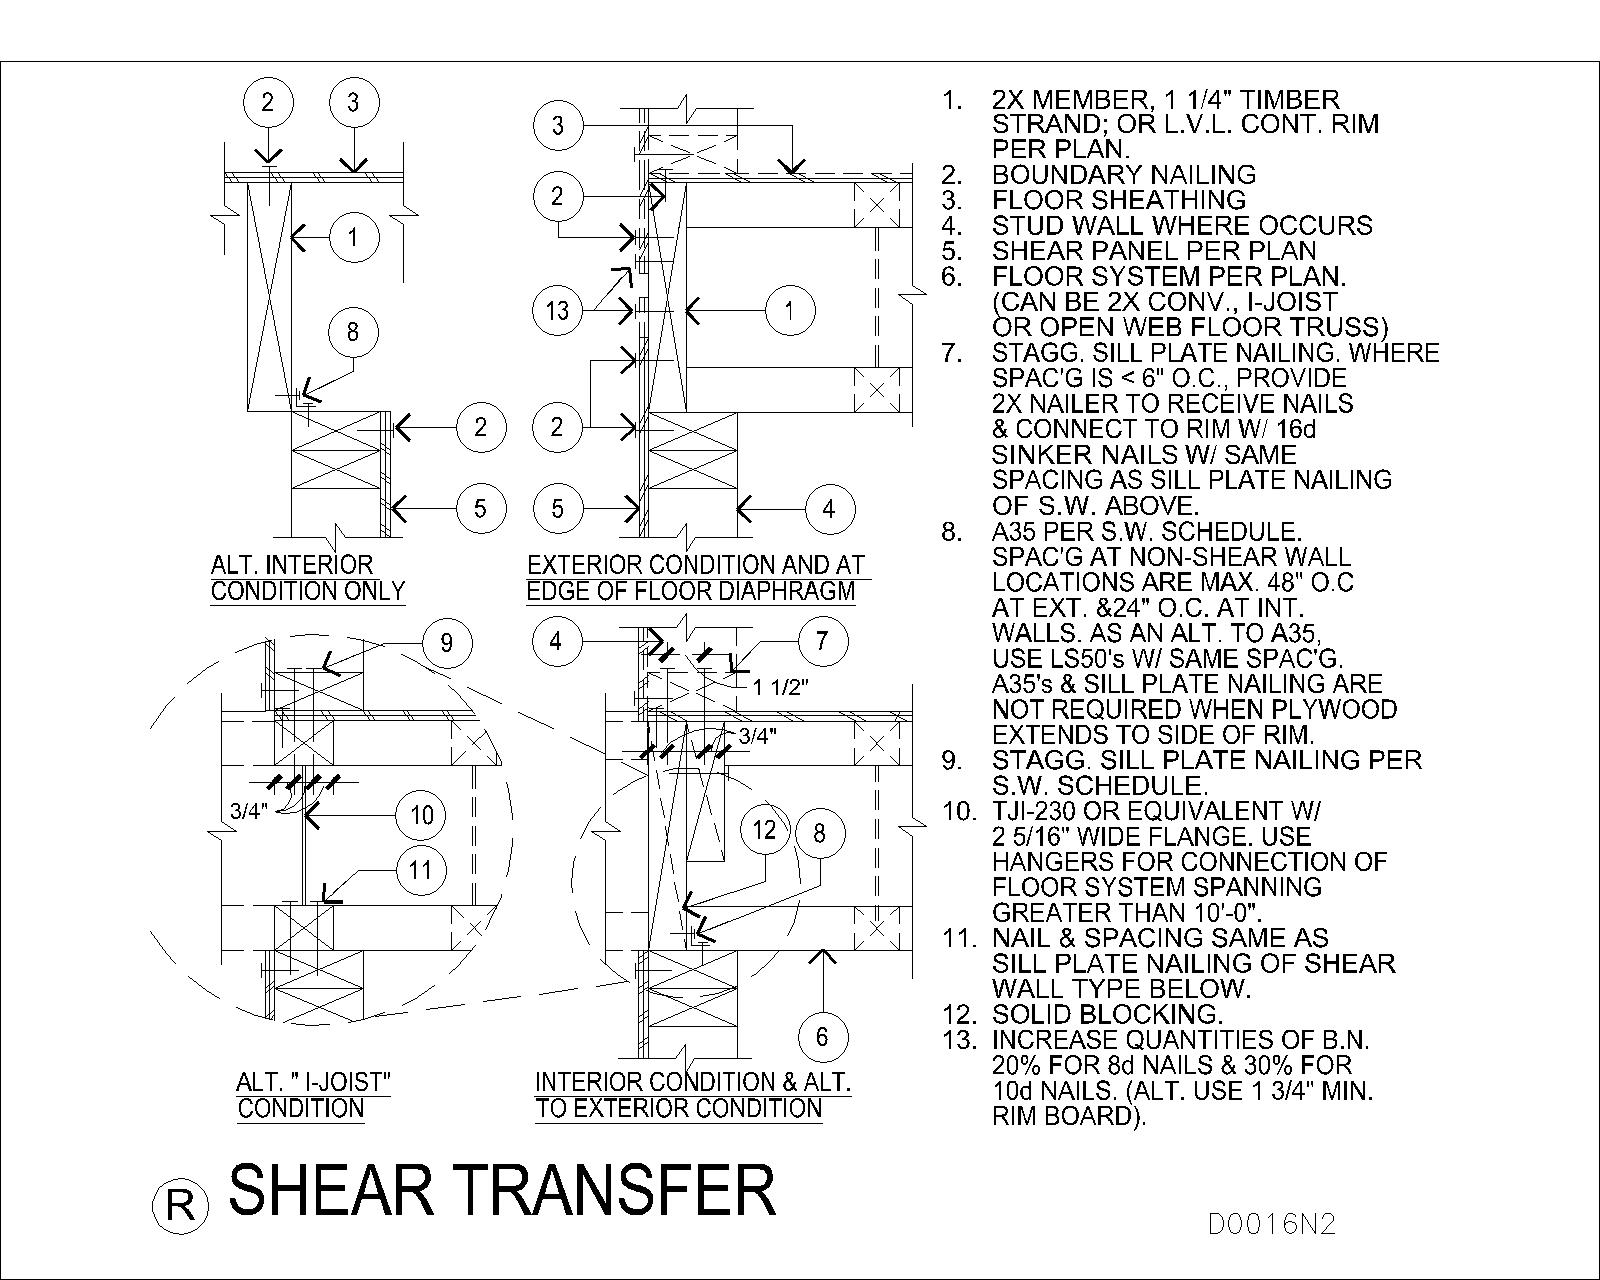 2
3
1
8
2
5
ALT. INTERIOR
CONDITION ONLY
3
2
13
1
2
5
4
EXTERIOR CONDITION AND AT
EDGE OF FLOOR DIAPHRAGM
9
3/4"
10
11
ALT. " I-JOIST"
CONDITION
4
7
1 1/2"
3/4"
12
8
6
INTERIOR CONDITION & ALT.
TO EXTERIOR CONDITION
1. 2X MEMBER, 1 1/4" TIMBER
STRAND; OR L.V.L. CONT. RIM
PER PLAN.
2. BOUNDARY NAILING
3. FLOOR SHEATHING
4. STUD WALL WHERE OCCURS
5. SHEAR PANEL PER PLAN
6. FLOOR SYSTEM PER PLAN.
(CAN BE 2X CONV., I-JOIST
OR OPEN WEB FLOOR TRUSS)
7. STAGG. SILL PLATE NAILING. WHERE
SPAC'G IS < 6" O.C., PROVIDE
2X NAILER TO RECEIVE NAILS
& CONNECT TO RIM W/ 16d
SINKER NAILS W/ SAME
SPACING AS SILL PLATE NAILING
OF S.W. ABOVE.
8. A35 PER S.W. SCHEDULE.
SPAC'G AT NON-SHEAR WALL
LOCATIONS ARE MAX. 48" O.C
AT EXT. &24" O.C. AT INT.
WALLS. AS AN ALT. TO A35,
USE LS50's W/ SAME SPAC'G.
A35's & SILL PLATE NAILING ARE
NOT REQUIRED WHEN PLYWOOD
EXTENDS TO SIDE OF RIM.
9. STAGG. SILL PLATE NAILING PER
S.W. SCHEDULE.
10. TJI-230 OR EQUIVALENT W/
2 5/16" WIDE FLANGE. USE
HANGERS FOR CONNECTION OF
FLOOR SYSTEM SPANNING
GREATER THAN 10'-0".
11. NAIL & SPACING SAME AS
SILL PLATE NAILING OF SHEAR
WALL TYPE BELOW.
12. SOLID BLOCKING.
13. INCREASE QUANTITIES OF B.N.
20% FOR 8d NAILS & 30% FOR
10d NAILS. (ALT. USE 1 3/4" MIN.
RIM BOARD).
R SHEAR TRANSFER
D0016N2